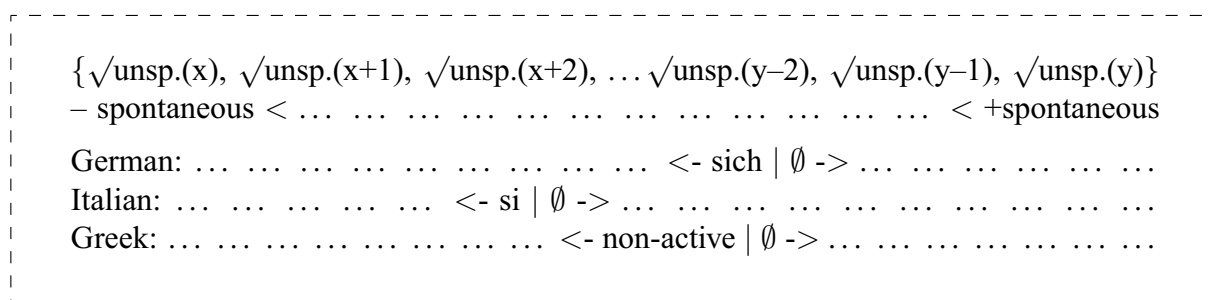 {√unsp.(x), √unsp.(x+1), √unsp.(x+2), …√unsp.(y–2), √unsp.(y–1), √unsp.(y)}
– spontaneous < … … … … … … … … … … … … < +spontaneous
German: … … … … … … … … … <- sich | ∅ -> … … … … … …
Italian: … … … … … <- si | ∅ -> … … … … … … … … … …
Greek: … … … … … … … … <- non-active | ∅ -> … … … … … … …